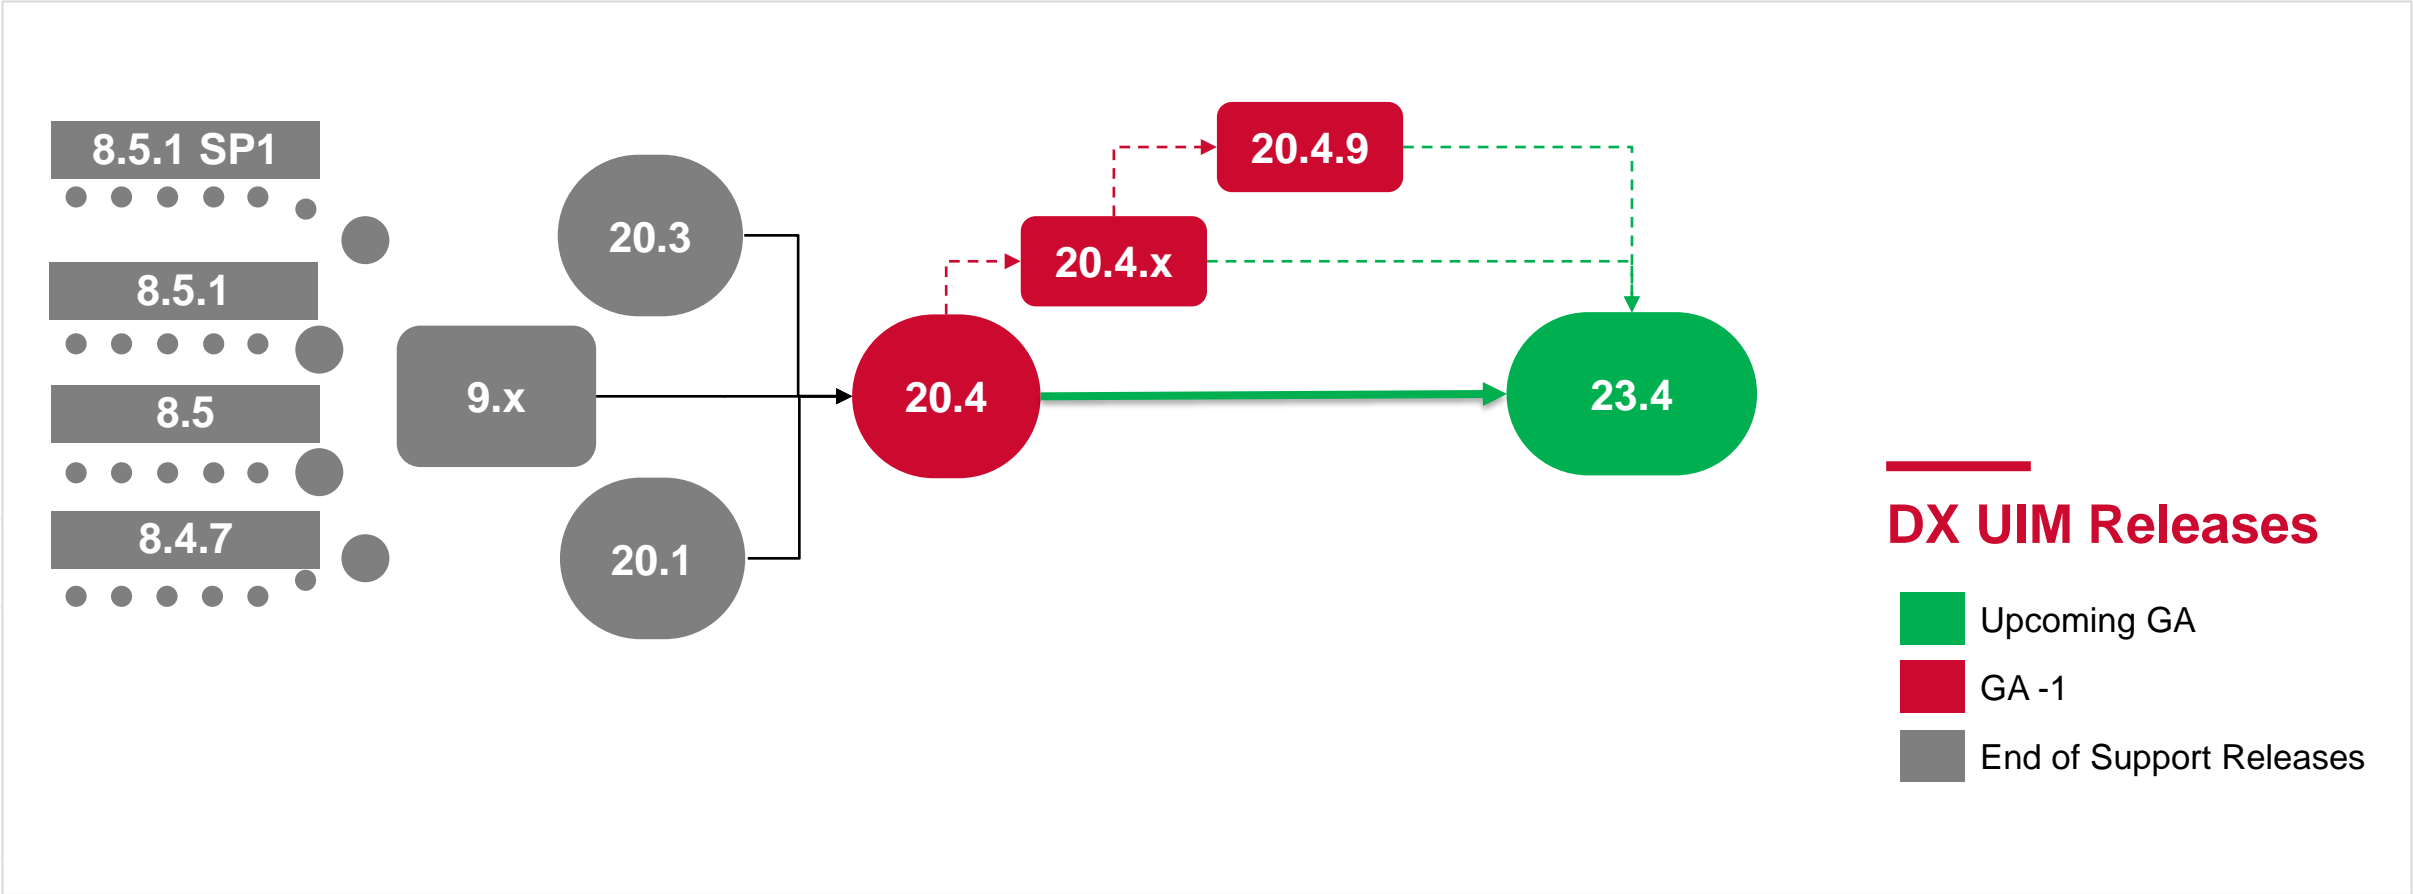 8.5.1 SP1
8.5.1
8.5
8.4.7
9.x
20.3
20.1
20.4
20.4.x
20.4.9
23.4
DX UIM Releases
Upcoming GA
GA -1
End of Support Releases